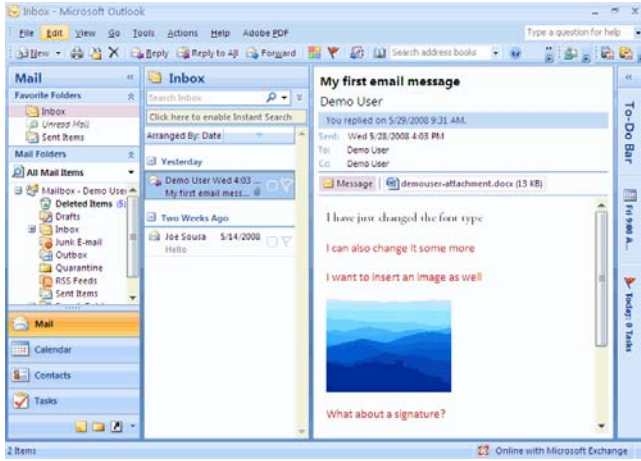 Inbox - Microsoft Outlook
File Edit View Go Tools Actions Help Adobe PDF
Type a question for help
New Reply Reply to All Forward Search address books
Mail
Favorite Folders
Inbox
Unread Mail
Sent Items
Mail Folders
All Mail Items
Mailbox - Demo User
Deleted Items
Drafts
Inbox
Junk E-mail
Outbox
Quarantine
RSS Feeds
Sent Items
Mail
Calendar
Contacts
Tasks
Inbox
Search Inbox
Click here to enable Instant Search
Arranged By: Date
Yesterday
Demo User Wed 4:03 ...
My first email mess...
Two Weeks Ago
Joe Sousa 5/14/2008
Hello
My first email message
Demo User
You replied on 5/29/2008 9:31 AM.
Sent: Wed 5/28/2008 4:03 PM
To: Demo User
Cc: Demo User
Message demouser-attachment.docx (13 KB)
I have just changed the font type
I can also change it some more
I want to insert an image as well
What about a signature?
To-Do Bar
Fri 9:00 A...
Today: 0 Tasks
2 Items
Online with Microsoft Exchange